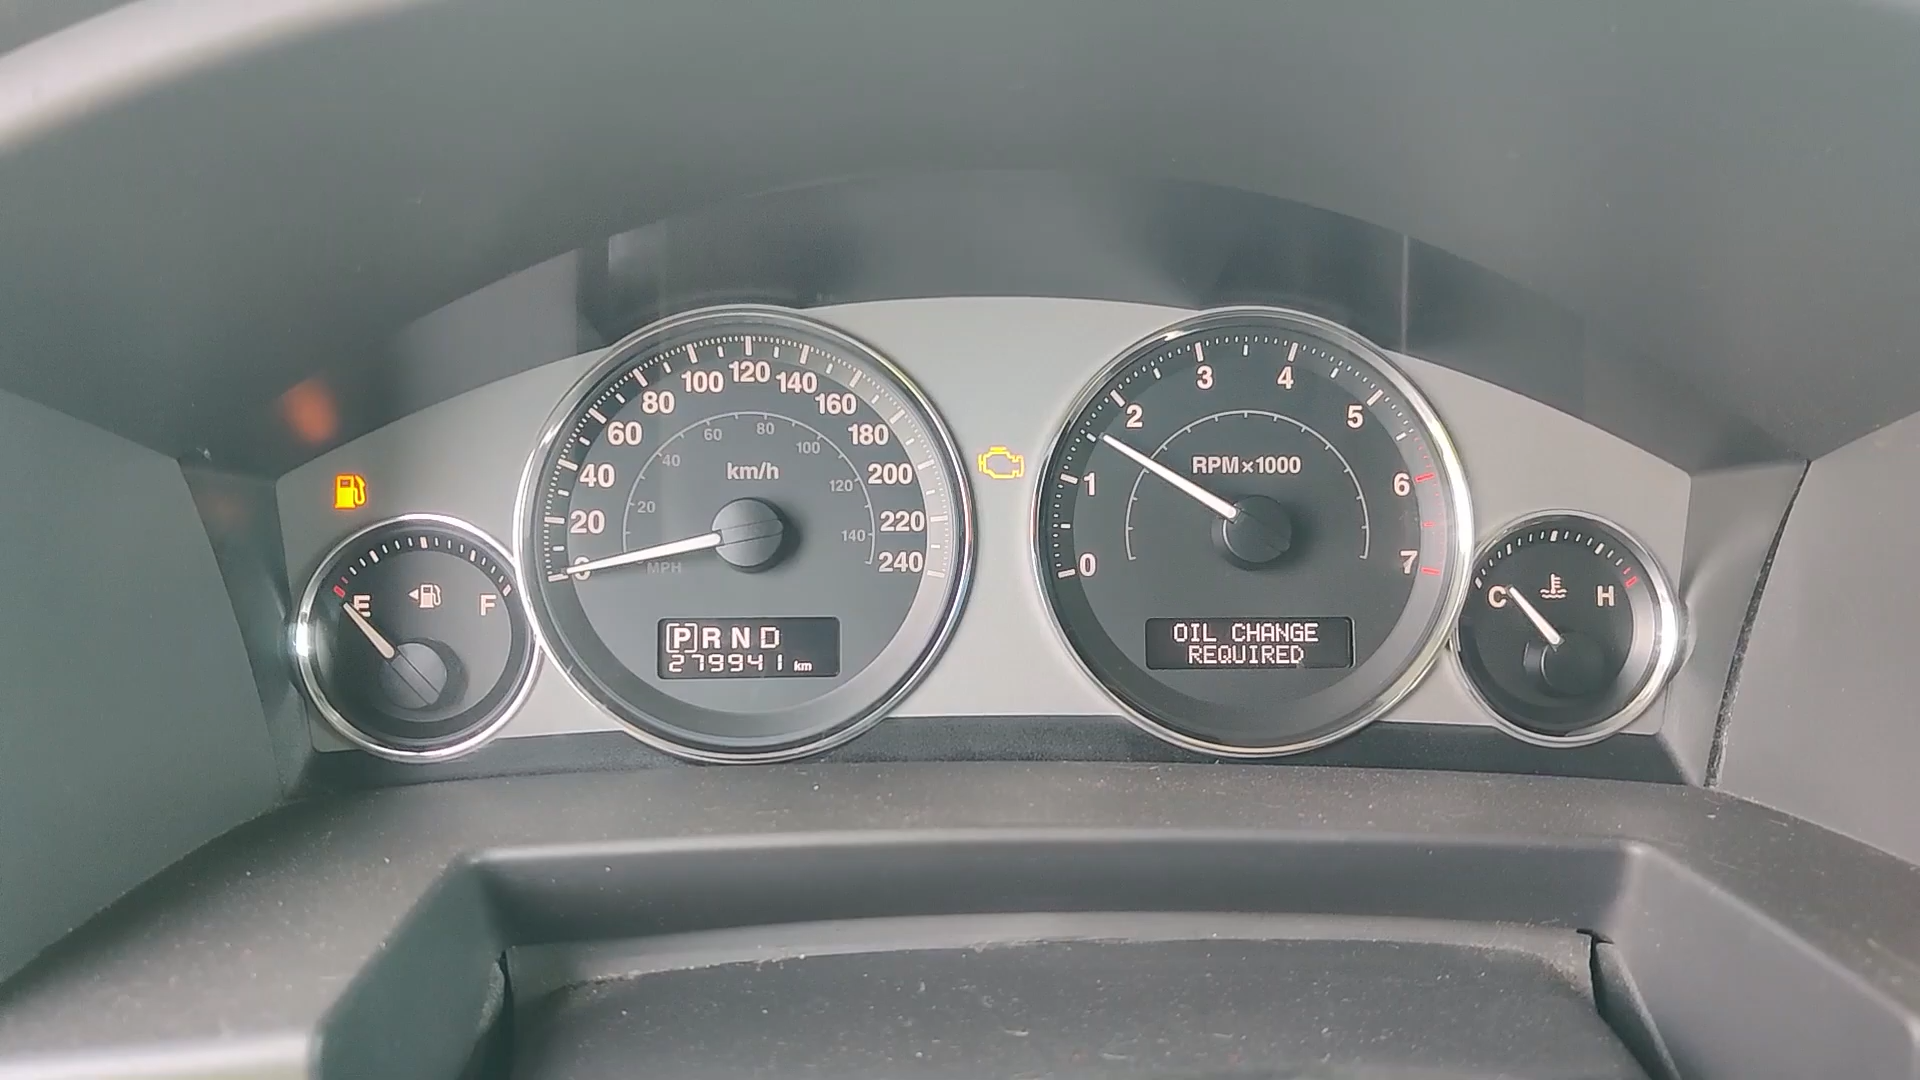 E F
0 20 40 60 80 100 120 140 160 180 200 220 240
20 40 60 80 100 120 140
km/h
MPH
P R N D
279941 km
0 1 2 3 4 5 6 7
RPM×1000
OIL CHANGE
REQUIRED
C H